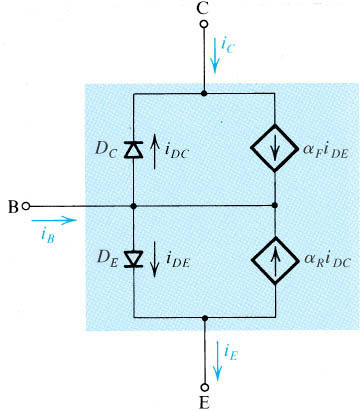 C
i_C
D_C i_DC α_F i_DE
B
i_B
D_E i_DE α_R i_DC
i_E
E